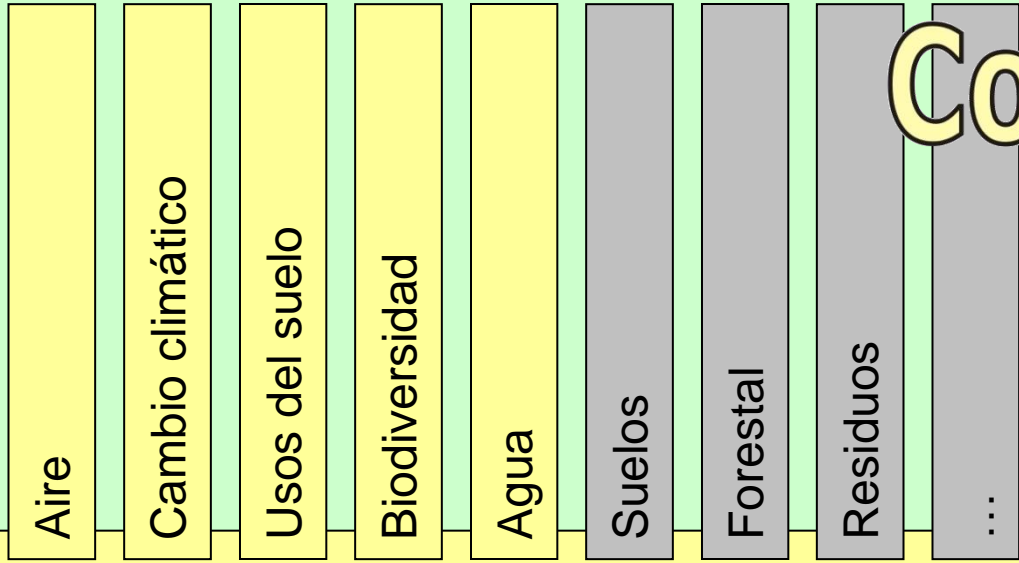 Aire
Cambio climático
Usos del suelo
Biodiversidad
Agua
Suelos
Forestal
Residuos
...
Co